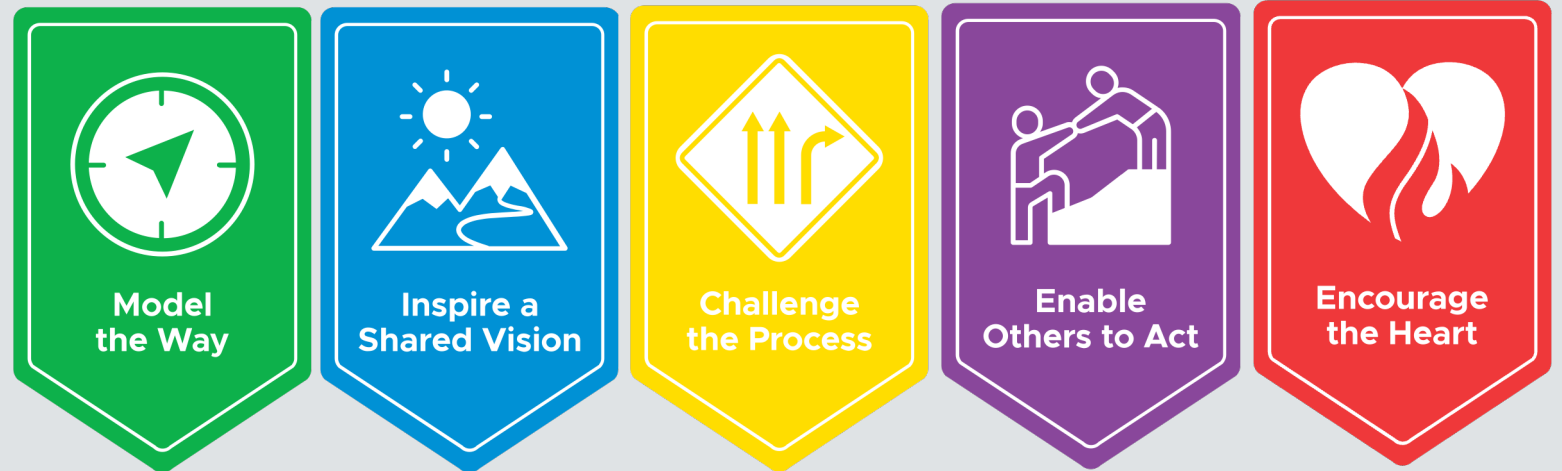 Model
the Way
Inspire a
Shared Vision
Challenge
the Process
Enable
Others to Act
Encourage
the Heart